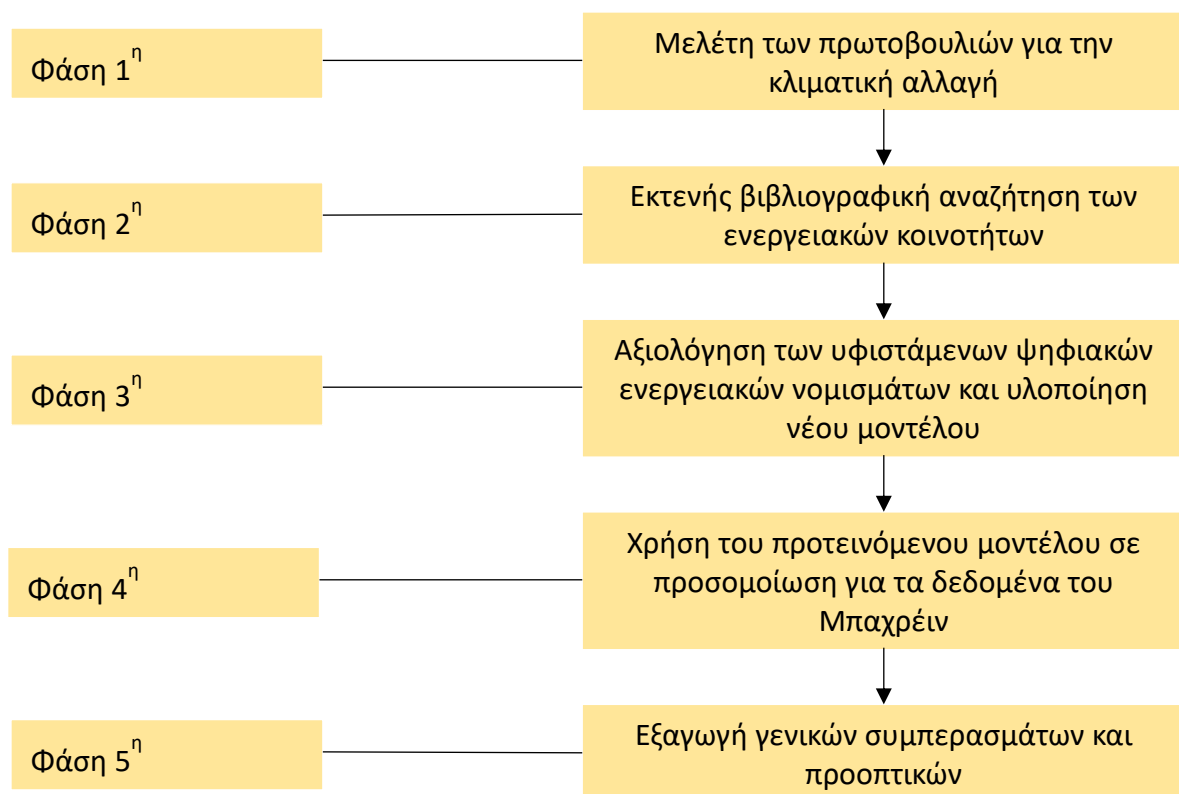 Φάση 1η
Μελέτη των πρωτοβουλιών για την
κλιματική αλλαγή
Φάση 2η
Εκτενής βιβλιογραφική αναζήτηση των
ενεργειακών κοινοτήτων
Φάση 3η
Αξιολόγηση των υφιστάμενων ψηφιακών
ενεργειακών νομισμάτων και υλοποίηση
νέου μοντέλου
Φάση 4η
Χρήση του προτεινόμενου μοντέλου σε
προσομοίωση για τα δεδομένα του
Μπαχρέιν
Φάση 5η
Εξαγωγή γενικών συμπερασμάτων και
προοπτικών